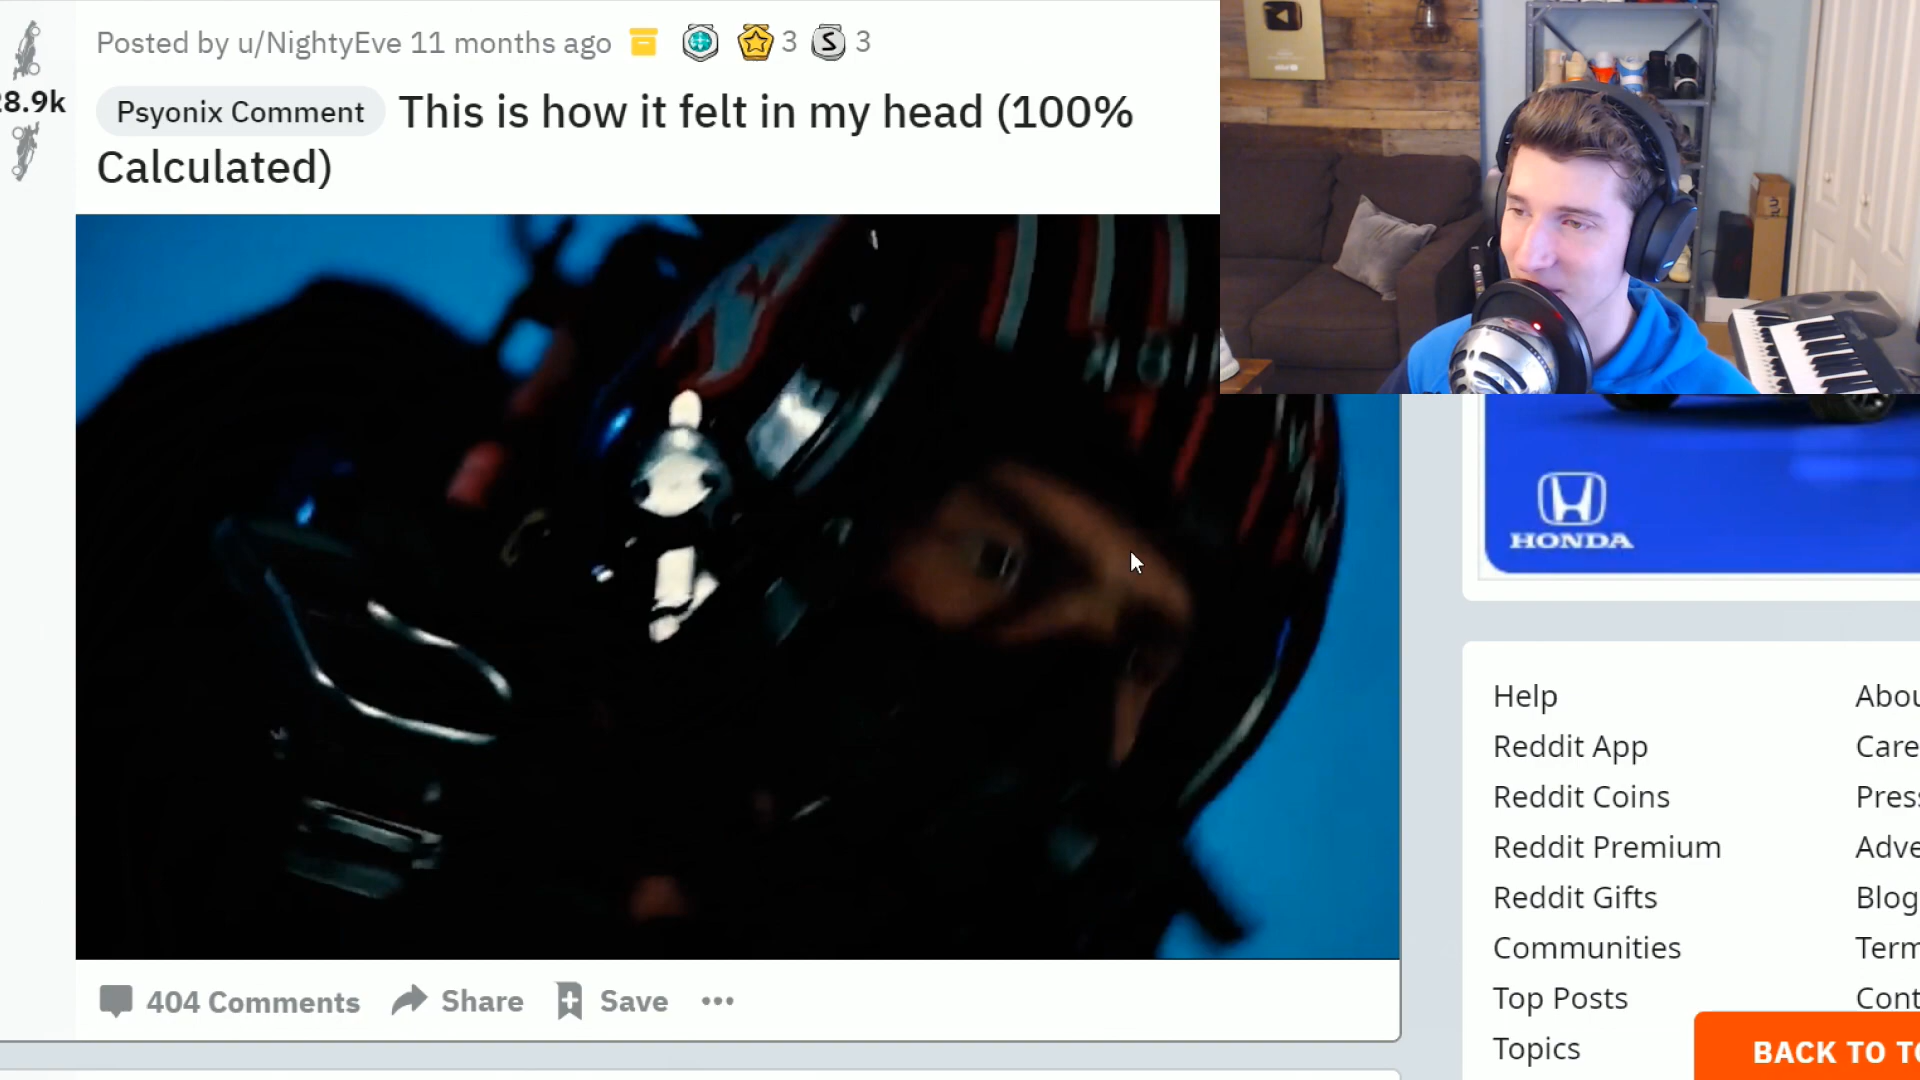 Posted by u/NightyEve 11 months ago 3 S 3
8.9k
Psyonix Comment This is how it felt in my head (100%
Calculated)
HONDA
Help
Abou
Reddit App
Care
Reddit Coins
Press
Reddit Premium
Adve
Reddit Gifts
Blog
Communities
Term
Top Posts
Cont
Topics
BACK TO TO
404 Comments Share Save